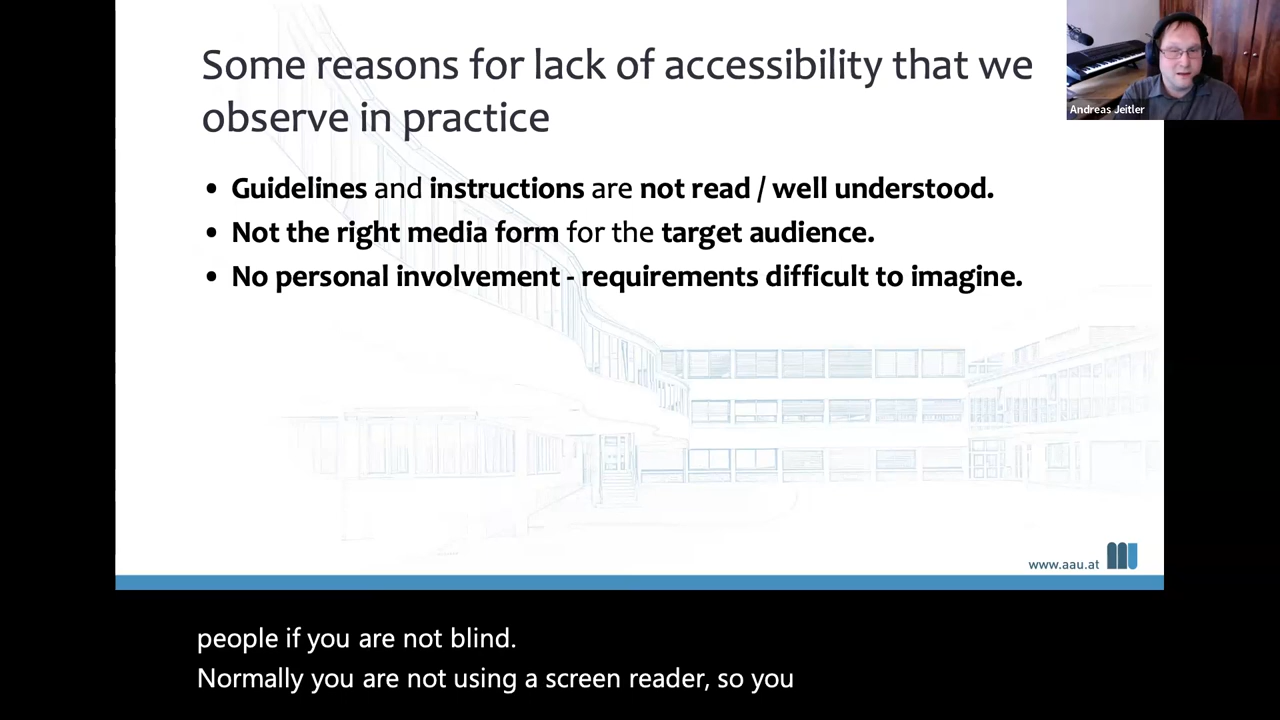 Some reasons for lack of accessibility that we
observe in practice
• Guidelines and instructions are not read / well understood.
• Not the right media form for the target audience.
• No personal involvement - requirements difficult to imagine.
Andreas Jeitler
www.aau.at
people if you are not blind.
Normally you are not using a screen reader, so you